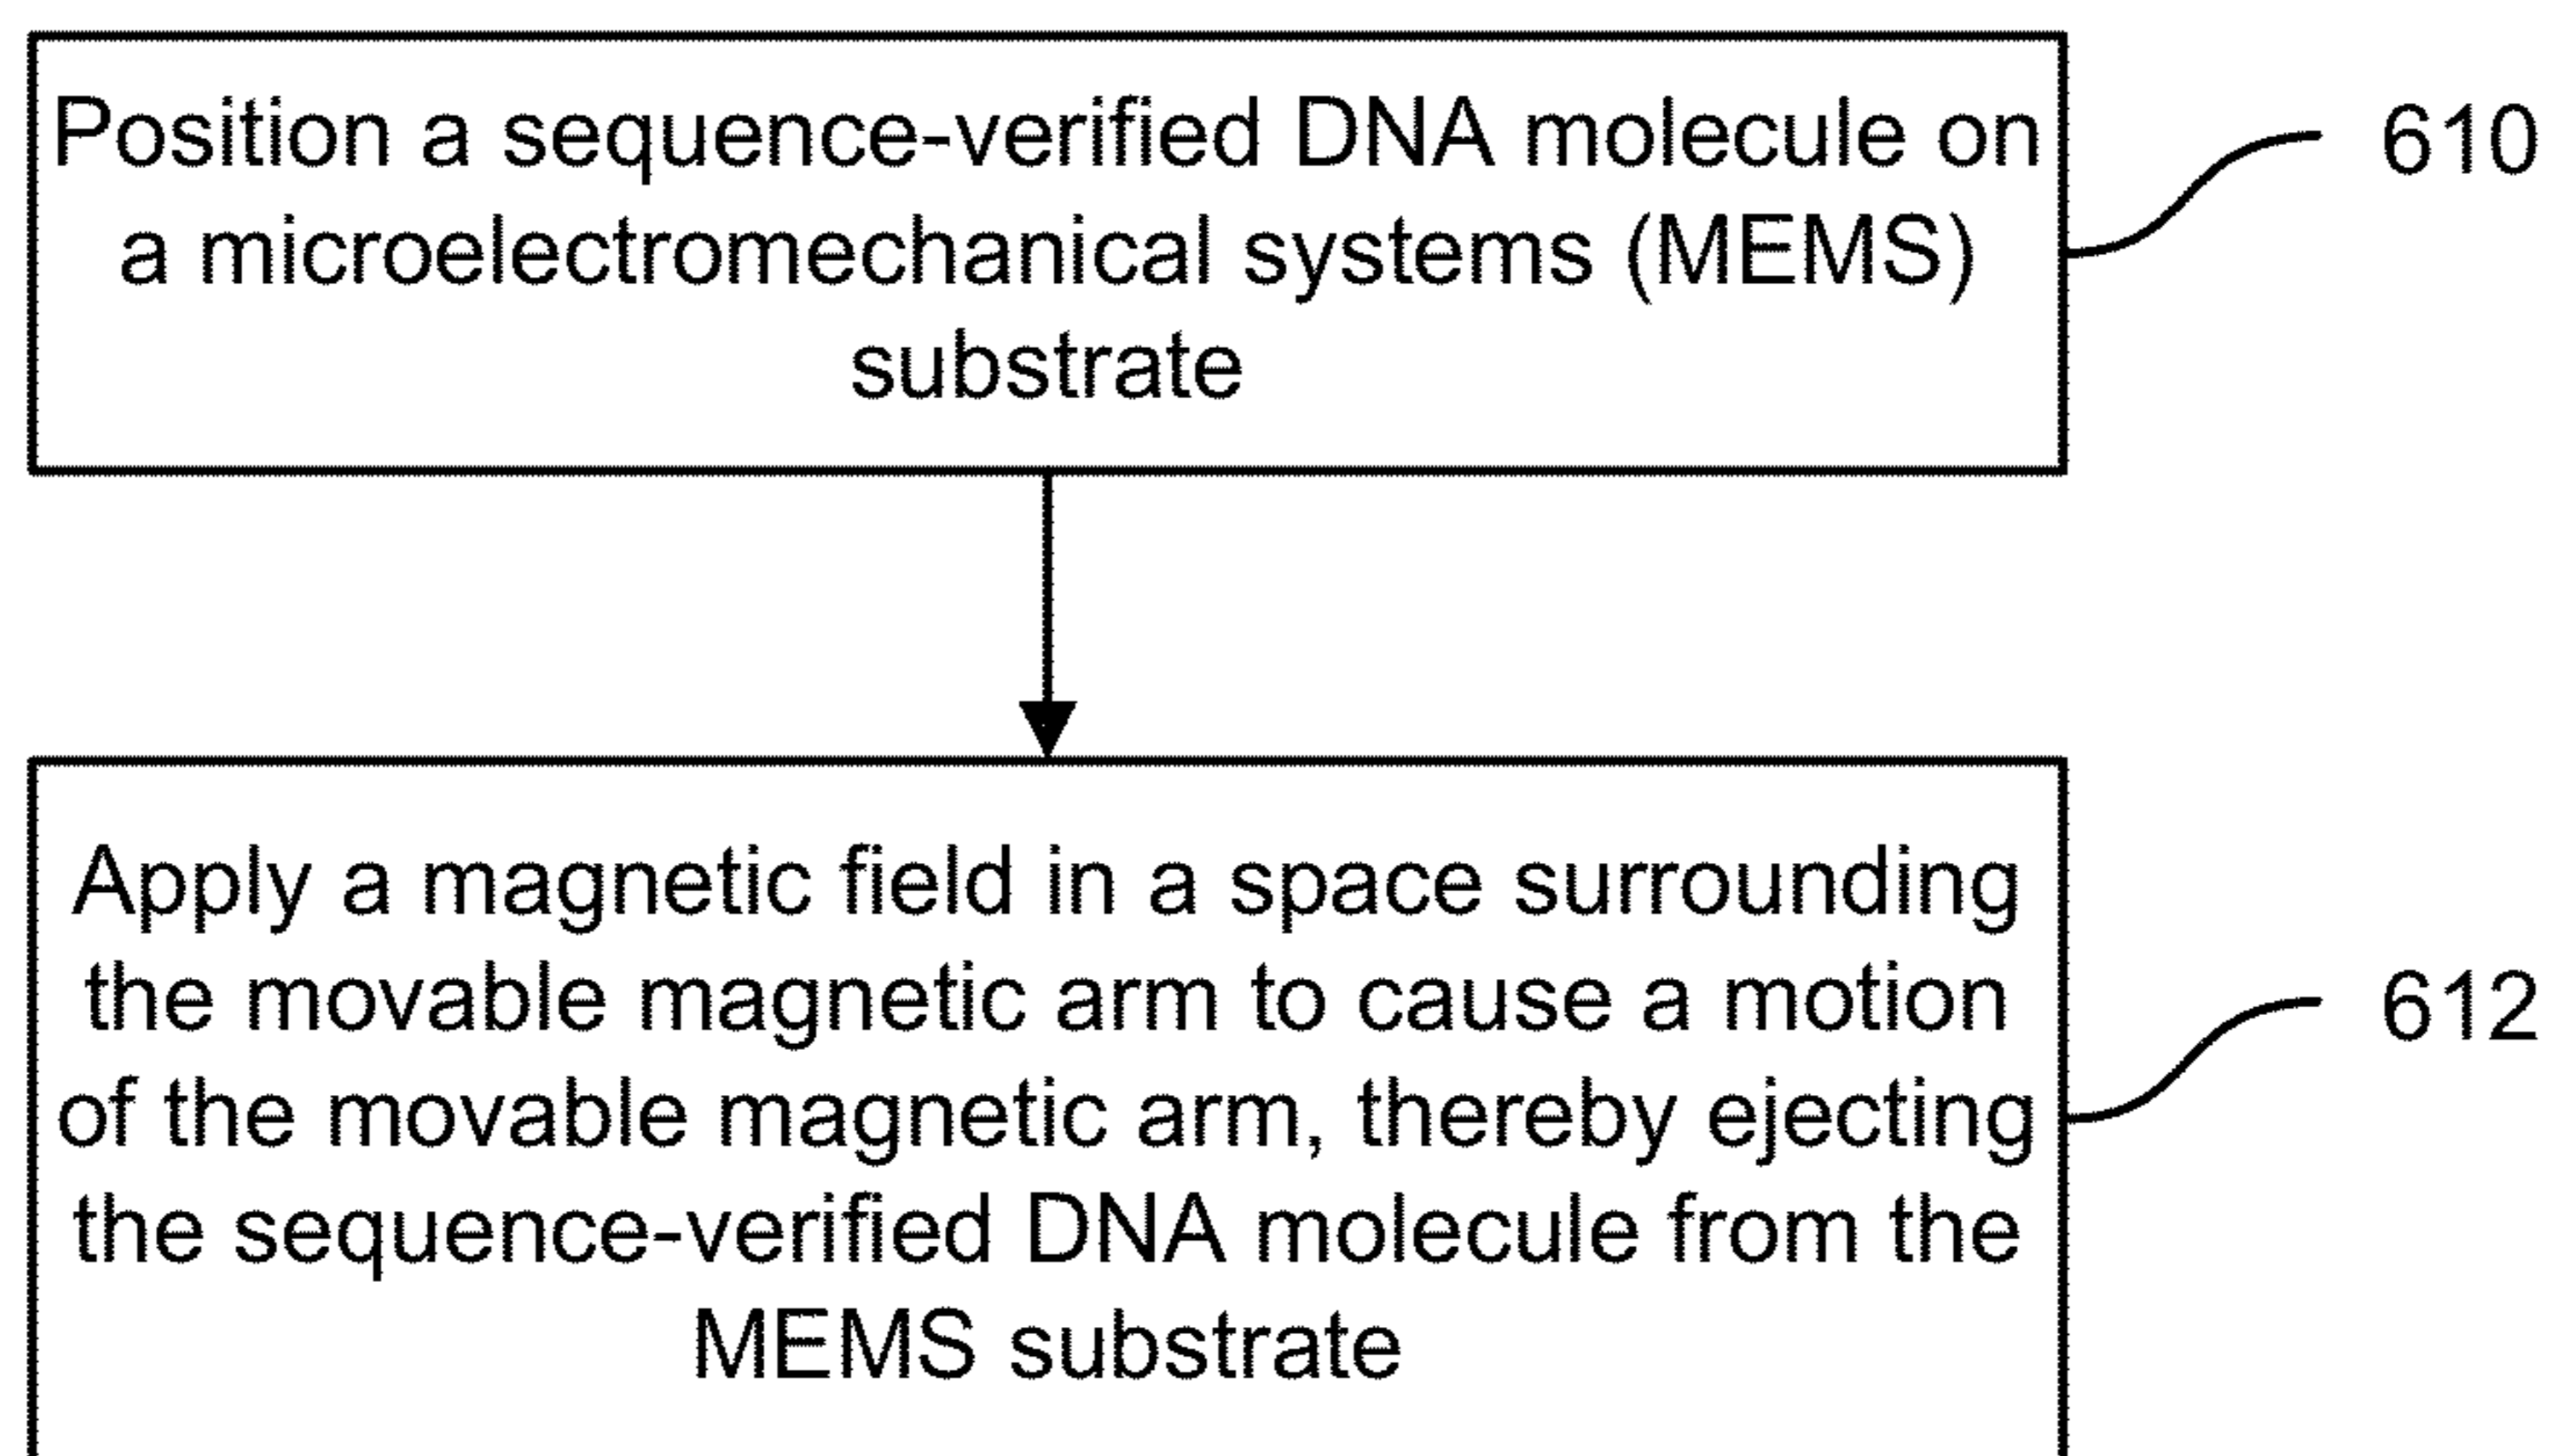 Position a sequence-verified DNA molecule on
a microelectromechanical systems (MEMS)
substrate
610
Apply a magnetic field in a space surrounding
the movable magnetic arm to cause a motion
of the movable magnetic arm, thereby ejecting
the sequence-verified DNA molecule from the
MEMS substrate
612